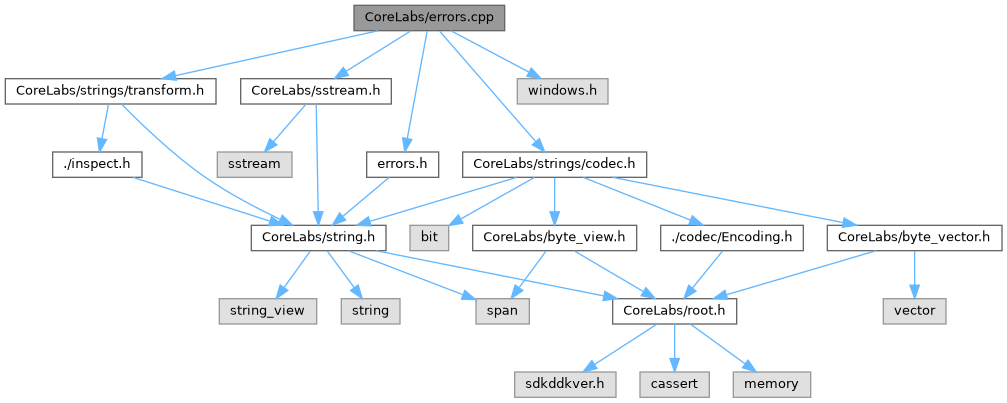 CoreLabs/errors.cpp
CoreLabs/strings/transform.h
CoreLabs/sstream.h
windows.h
./inspect.h
sstream
errors.h
CoreLabs/strings/codec.h
CoreLabs/string.h
bit
CoreLabs/byte_view.h
./codec/Encoding.h
CoreLabs/byte_vector.h
string_view
string
span
CoreLabs/root.h
vector
sdkddkver.h
cassert
memory